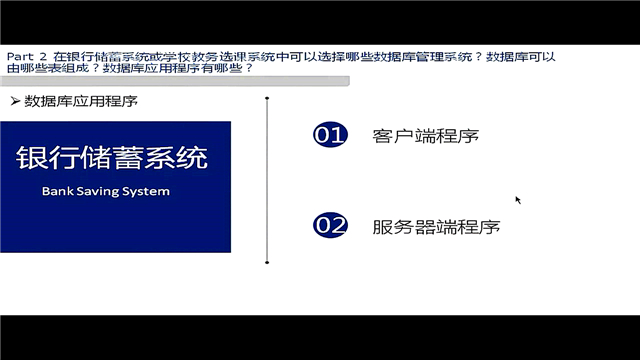 Part 2 在银行储蓄系统或学校教务选课系统中可以选择哪些数据库管理系统？数据库可以
由哪些表组成？数据库应用程序有哪些？
➢ 数据库应用程序
银行储蓄系统
Bank Saving System
01 客户端程序
02 服务器端程序